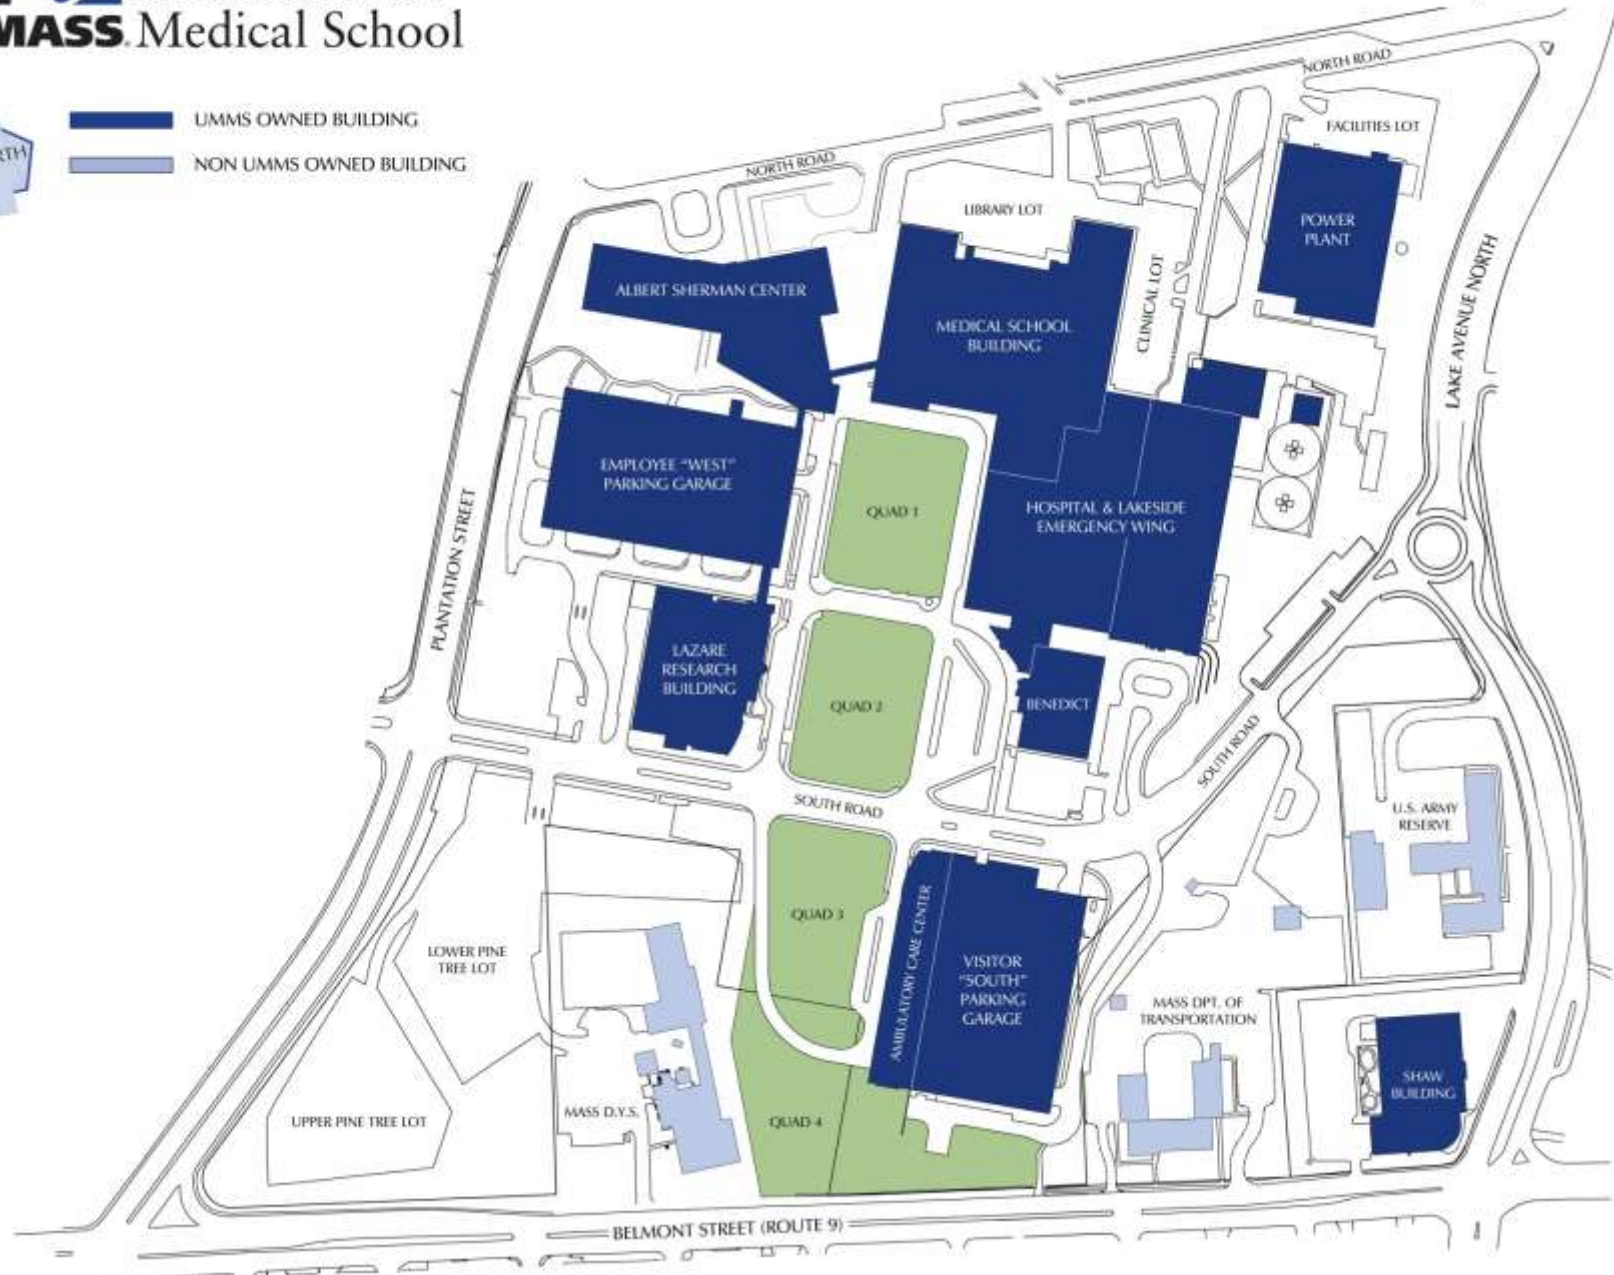 MASS. Medical School
UMMS OWNED BUILDING
NON UMMS OWNED BUILDING
NORTH ROAD
FACILITIES LOT
NORTH ROAD
LIBRARY LOT
POWER
PLANT
CLINICAL LOT
LAKE AVENUE NORTH
ALBERT SHERMAN CENTER
MEDICAL SCHOOL
BUILDING
EMPLOYEE "WEST"
PARKING GARAGE
QUAD 1
HOSPITAL & LAKESIDE
EMERGENCY WING
PLANTATION STREET
LAZARE
RESEARCH
BUILDING
QUAD 2
BENEDICT
SOUTH ROAD
SOUTH ROAD
U.S. ARMY
RESERVE
QUAD 3
AMBULATORY CARE CENTER
VISITOR
"SOUTH"
PARKING
GARAGE
LOWER PINE
TREE LOT
MASS DPT. OF
TRANSPORTATION
SHAW
BUILDING
UPPER PINE TREE LOT
MASS D.Y.S.
QUAD 4
BELMONT STREET (ROUTE 9)